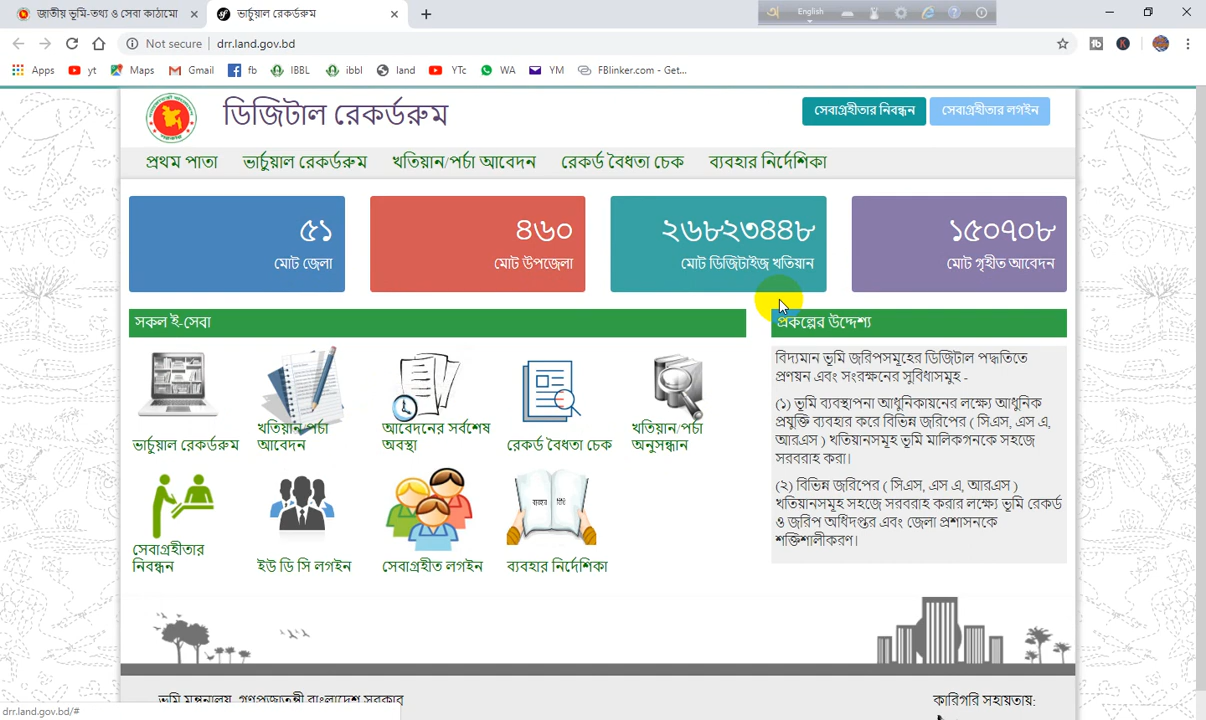 জাতীয় ভূমি-তথ্য ও সেবা কাঠামো
ভার্চুয়াল রেকর্ডরুম
English
Not secure
drr.land.gov.bd
Apps
yt
Maps
Gmail
fb
IBBL
ibbl
land
YTc
WA
YM
FBlinker.com - Get...
ডিজিটাল রেকর্ডরুম
সেবাগ্রহীতার নিবন্ধন
সেবাগ্রহীতার লগইন
প্রথম পাতা
ভার্চুয়াল রেকর্ডরুম
খতিয়ান/পর্চা আবেদন
রেকর্ড বৈধতা চেক
ব্যবহার নির্দেশিকা
৫১
মোট জেলা
৪৬০
মোট উপজেলা
২৬৮২৩৪৪৮
মোট ডিজিটাইজ খতিয়ান
১৫০৭০৮
মোট গৃহীত আবেদন
সকল ই-সেবা
ভার্চুয়াল রেকর্ডরুম
খতিয়ান/পর্চা
আবেদন
আবেদনের সর্বশেষ
অবস্থা
রেকর্ড বৈধতা চেক
খতিয়ান/পর্চা
অনুসন্ধান
সেবাগ্রহীতার
নিবন্ধন
ইউ ডি সি লগইন
সেবাগ্রহীত লগইন
ব্যবহার নির্দেশিকা
প্রকল্পের উদ্দেশ্য
বিদ্যমান ভূমি জরিপসমূহের ডিজিটাল পদ্ধতিতে
প্রণয়ন এবং সংরক্ষনের সুবিধাসমুহ -
(১) ভূমি ব্যবস্থাপনা আধুনিকায়নের লক্ষ্যে আধুনিক
প্রযুক্তি ব্যবহার করে বিভিন্ন জরিপের ( সিএস, এস এ,
আরএস ) খতিয়ানসমূহ ভূমি মালিকগনকে সহজে
সরবরাহ করা।
(২) বিভিন্ন জরিপের ( সিএস, এস এ, আরএস )
খতিয়ানসমূহ সহজে সরবরাহ করার লক্ষ্যে ভূমি রেকর্ড
ও জরিপ অধিদপ্তর এবং জেলা প্রশাসনকে
শক্তিশালীকরণ।
ভূমি মন্ত্রনালয়, গণপ্রজাতন্ত্রী বাংলাদেশ সরকার
কারিগরি সহায়তায়:
drr.land.gov.bd/#